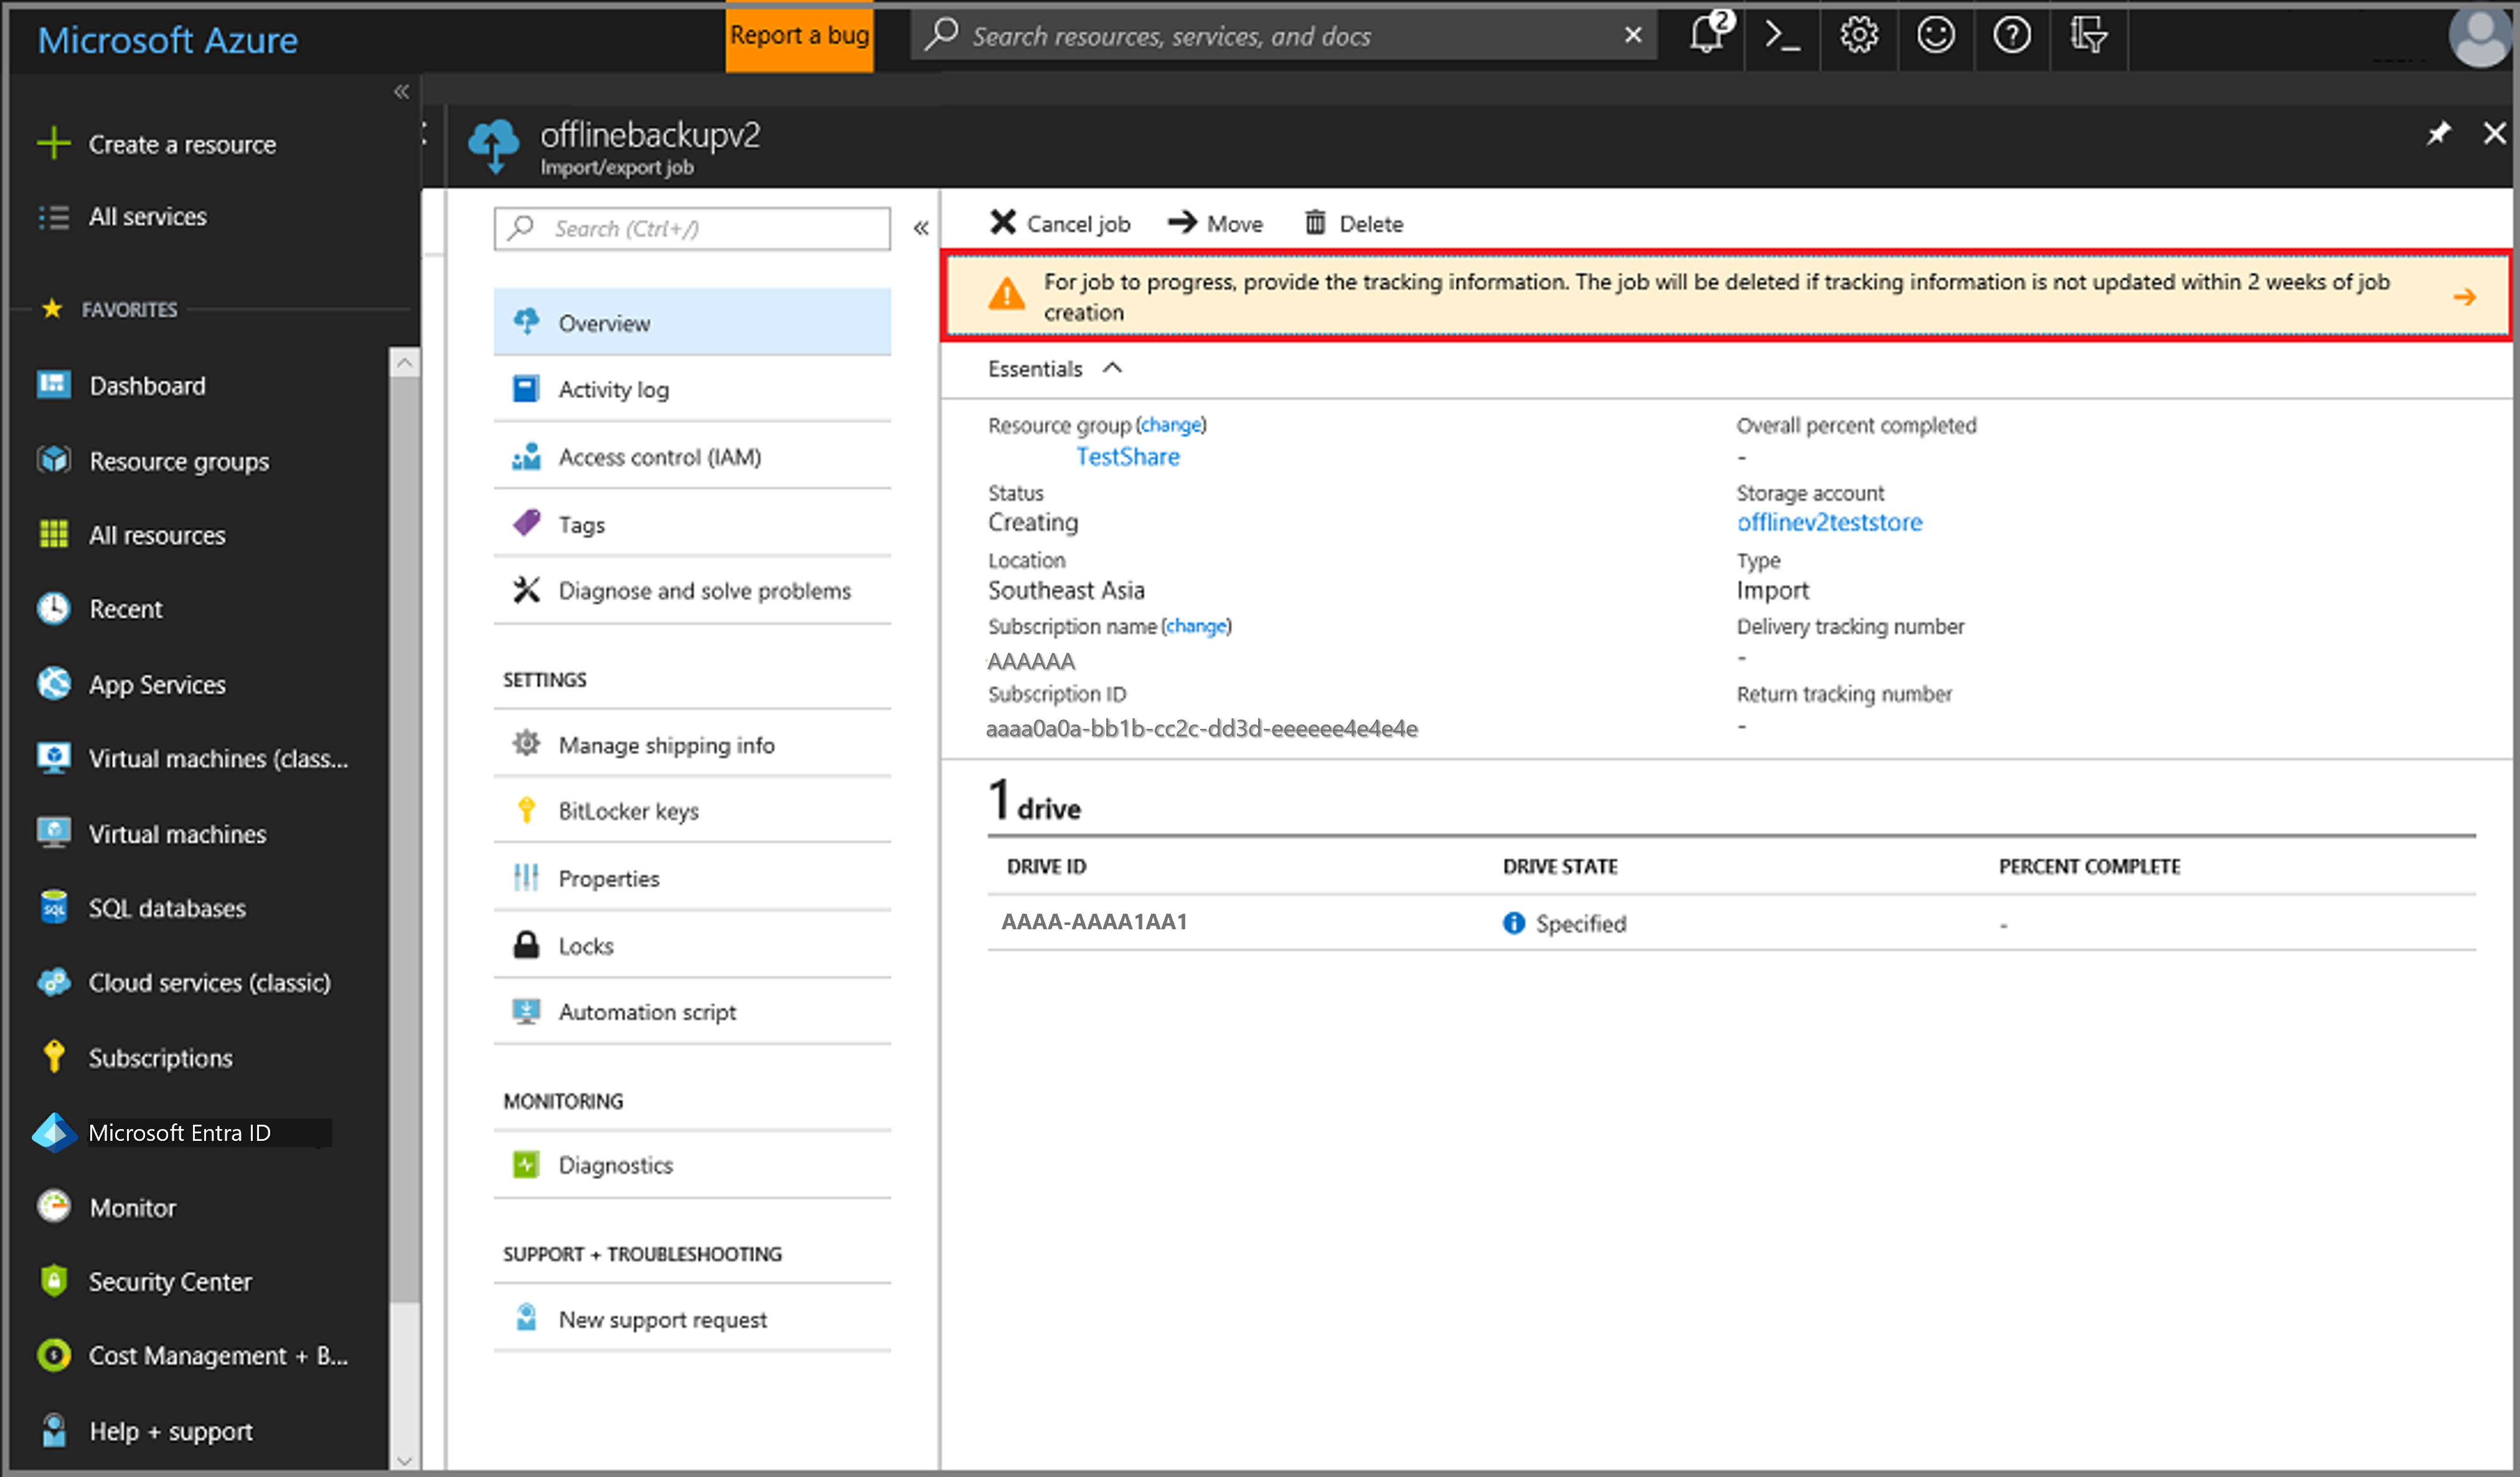 Microsoft Azure
Report a bug
Search resources, services, and docs
2
Create a resource
All services
FAVORITES
Dashboard
Resource groups
All resources
Recent
App Services
Virtual machines (class...
Virtual machines
SQL databases
Cloud services (classic)
Subscriptions
Microsoft Entra ID
Monitor
Security Center
Cost Management + B...
Help + support
offlinebackupv2
Import/export job
Search (Ctrl+/)
Overview
Activity log
Access control (IAM)
Tags
Diagnose and solve problems
SETTINGS
Manage shipping info
BitLocker keys
Properties
Locks
Automation script
MONITORING
Diagnostics
SUPPORT + TROUBLESHOOTING
New support request
Cancel job Move Delete
For job to progress, provide the tracking information. The job will be deleted if tracking information is not updated within 2 weeks of job
creation
Essentials
Resource group (change)
TestShare
Status
Creating
Location
Southeast Asia
Subscription name (change)
AAAAAA
Subscription ID
aaaa0a0a-bb1b-cc2c-dd3d-eeeeee4e4e4e
Overall percent completed
-
Storage account
offlinev2teststore
Type
Import
Delivery tracking number
-
Return tracking number
-
1 drive
DRIVE ID DRIVE STATE PERCENT COMPLETE
AAAA-AAAA1AA1 Specified -